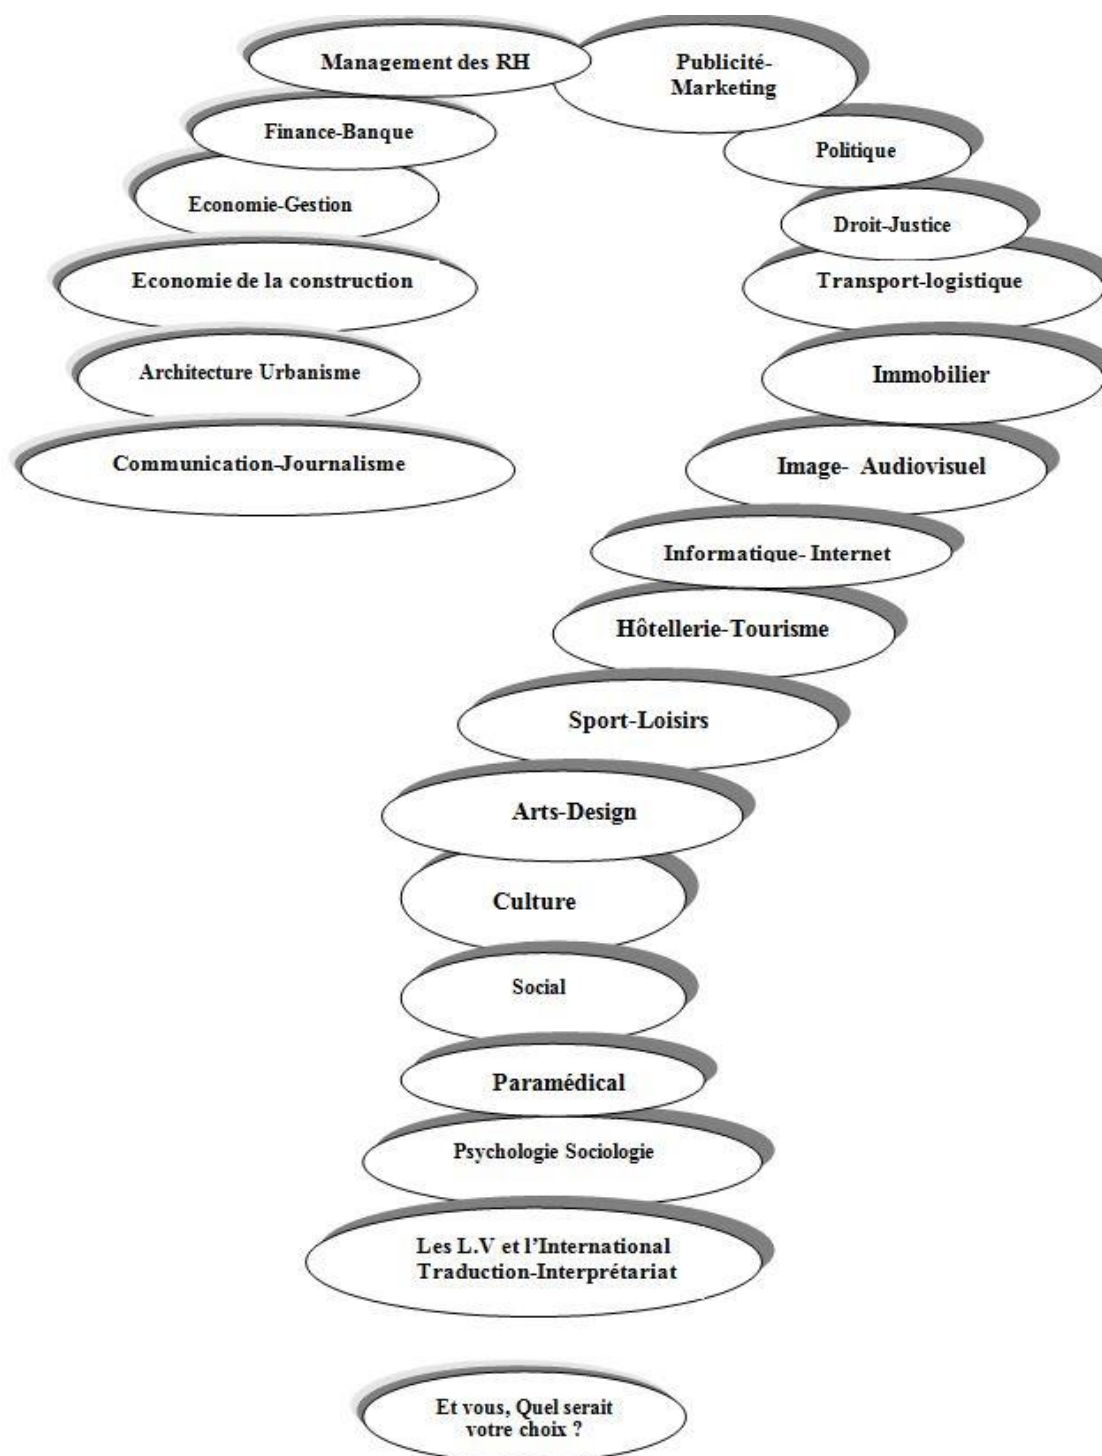 Management des RH
Publicité-
Marketing
Finance-Banque
Politique
Economie-Gestion
Droit-Justice
Economie de la construction
Transport-logistique
Architecture Urbanisme
Immobilier
Communication-Journalisme
Image- Audiovisuel
Informatique- Internet
Hôtellerie-Tourisme
Sport-Loisirs
Arts-Design
Culture
Social
Paramédical
Psychologie Sociologie
Les L.V et l'International
Traduction-Interprétariat
Et vous, Quel serait
votre choix ?